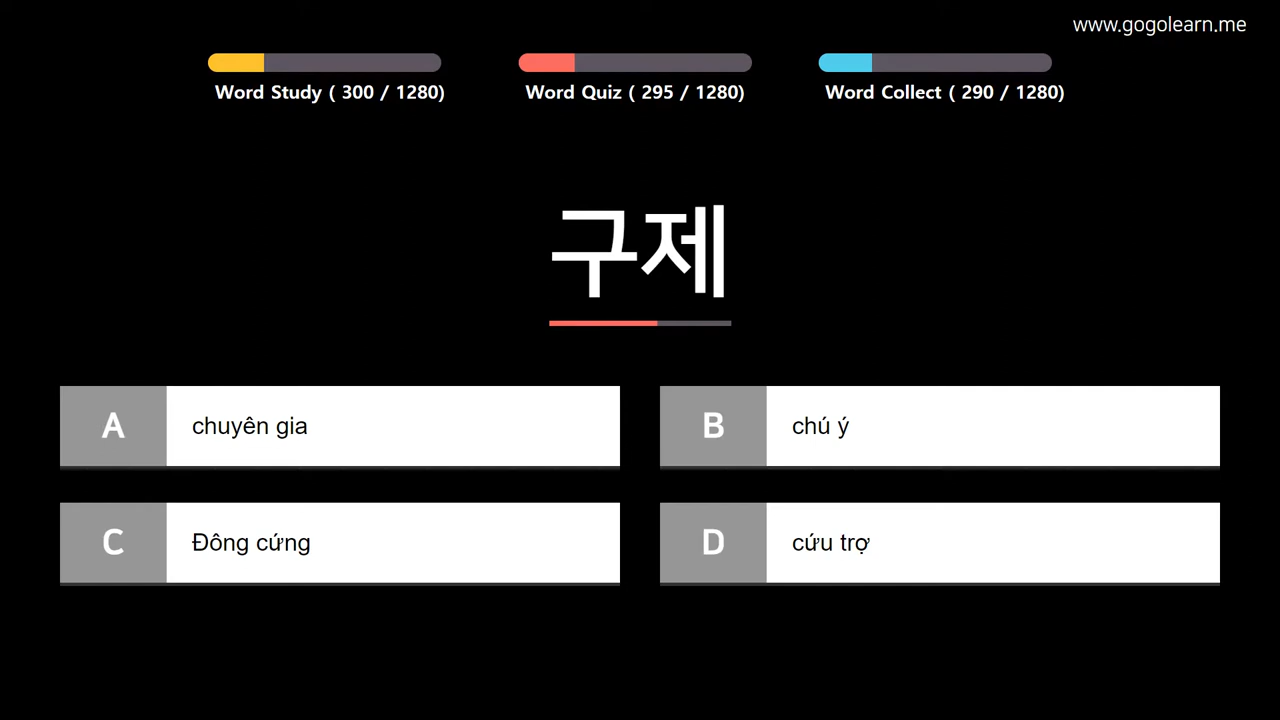 www.gogolearn.me
Word Study ( 300 / 1280)
Word Quiz ( 295 / 1280)
Word Collect ( 290 / 1280)
구제
A chuyên gia
B chú ý
C Đông cứng
D cứu trợ